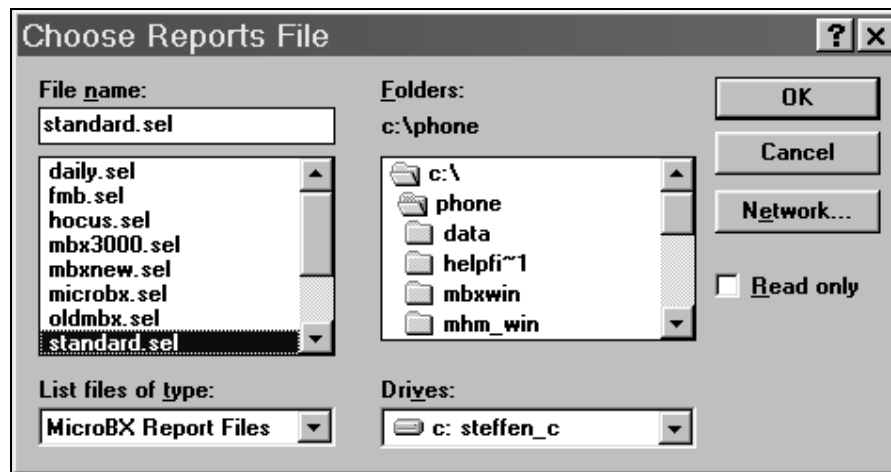 Choose Reports File
? ×
File name:
standard.sel
daily.sel
fmb.sel
hocus.sel
mbx3000.sel
mbxnew.sel
microbx.sel
oldmbx.sel
standard.sel
List files of type:
MicroBX Report Files
Folders:
c:\phone
c:\
phone
data
helpfi~1
mbxwin
mhm_win
Drives:
c: steffen_c
OK
Cancel
Network...
Read only